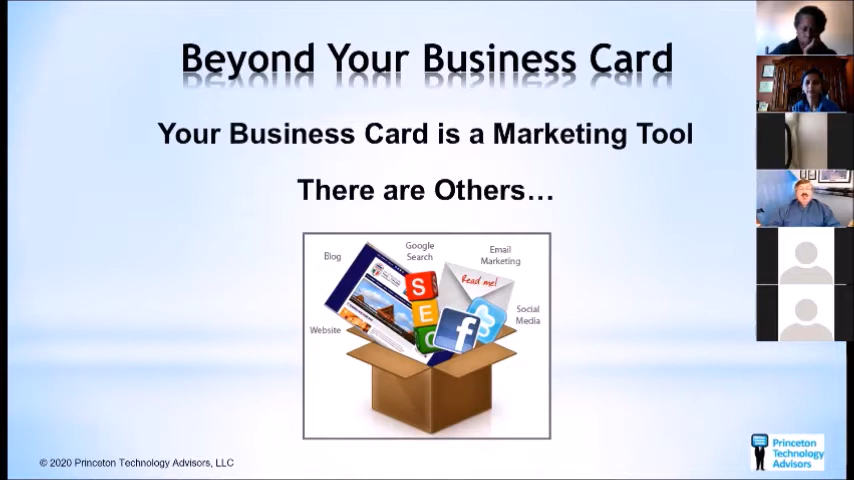 Beyond Your Business Card
Your Business Card is a Marketing Tool
There are Others...
Blog
Google
Search
Email
Marketing
Read me!
S
E
C
Social
Media
Website
© 2020 Princeton Technology Advisors, LLC
Princeton
Technology
Advisors